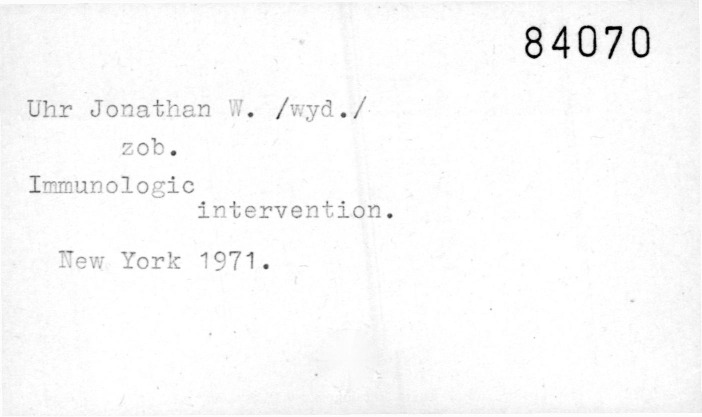 84070
Uhr Jonathan W. /wyd./
zob.
Immunologic
intervention.
New York 1971.